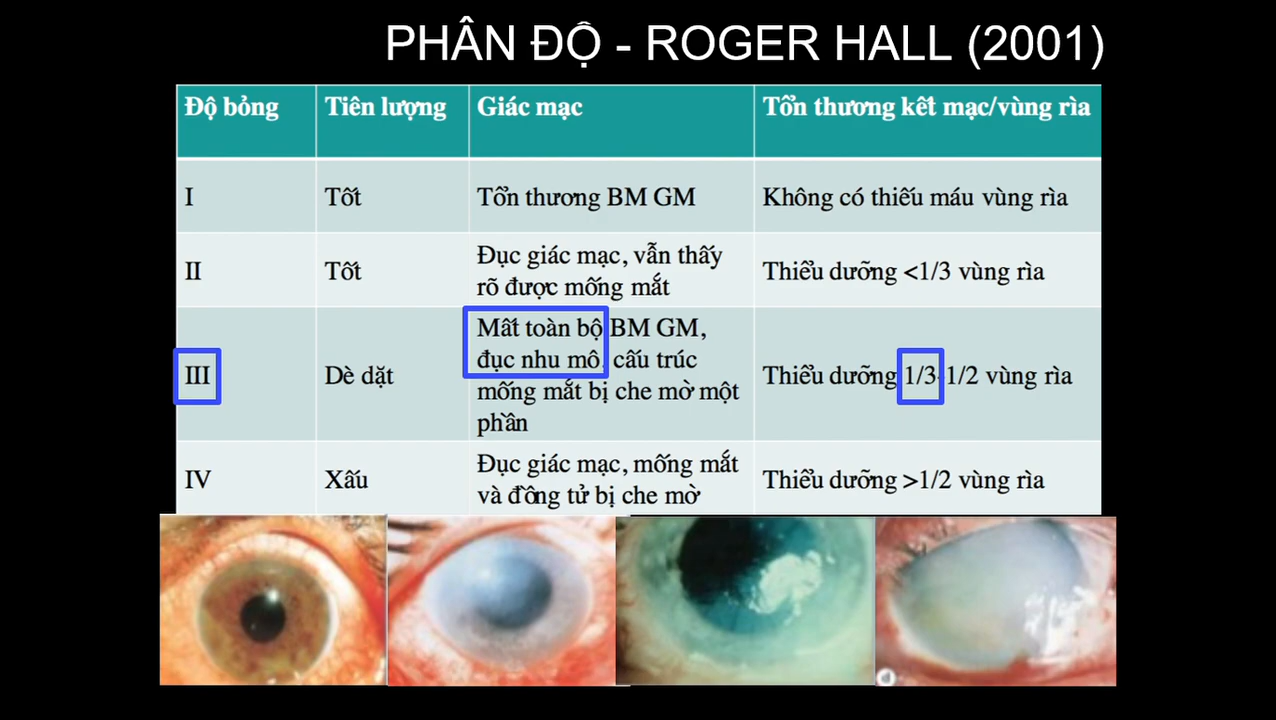 PHÂN ĐỘ - ROGER HALL (2001)
Độ bỏng
Tiên lượng
Giác mạc
Tổn thương kết mạc/vùng rìa
I
Tốt
Tổn thương BM GM
Không có thiếu máu vùng rìa
II
Tốt
Đục giác mạc, vẫn thấy
rõ được mống mắt
Thiểu dưỡng <1/3 vùng rìa
III
Dè dặt
Mất toàn bộ BM GM,
đục nhu mô, cấu trúc
mống mắt bị che mờ một
phần
Thiểu dưỡng 1/3-1/2 vùng rìa
IV
Xấu
Đục giác mạc, mống mắt
và đồng tử bị che mờ
Thiểu dưỡng >1/2 vùng rìa
d